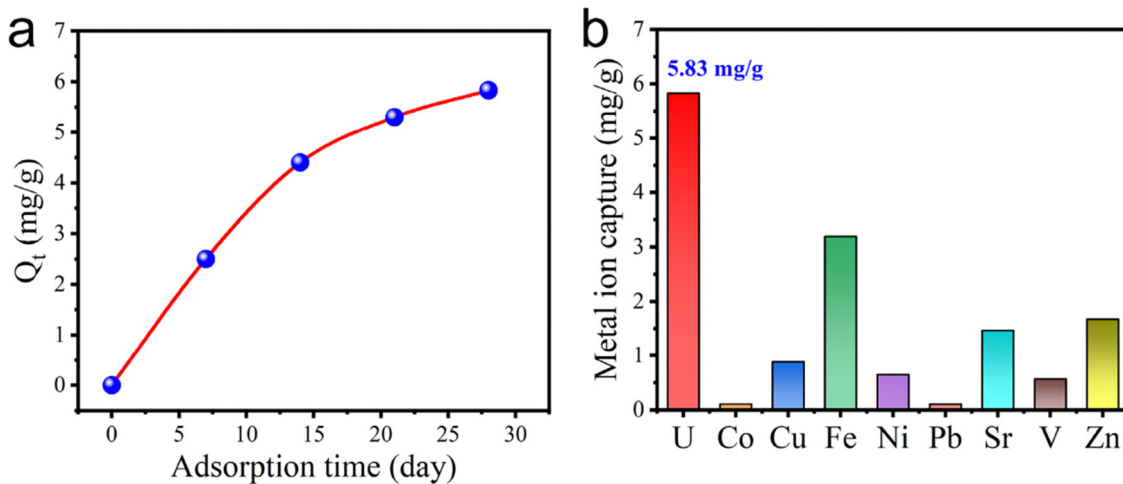 a
7
6
5
4
3
2
1
0
Qt (mg/g)
0 5 10 15 20 25 30
Adsorption time (day)
b
7
6
5
4
3
2
1
0
Metal ion capture (mg/g)
5.83 mg/g
U Co Cu Fe Ni Pb Sr V Zn